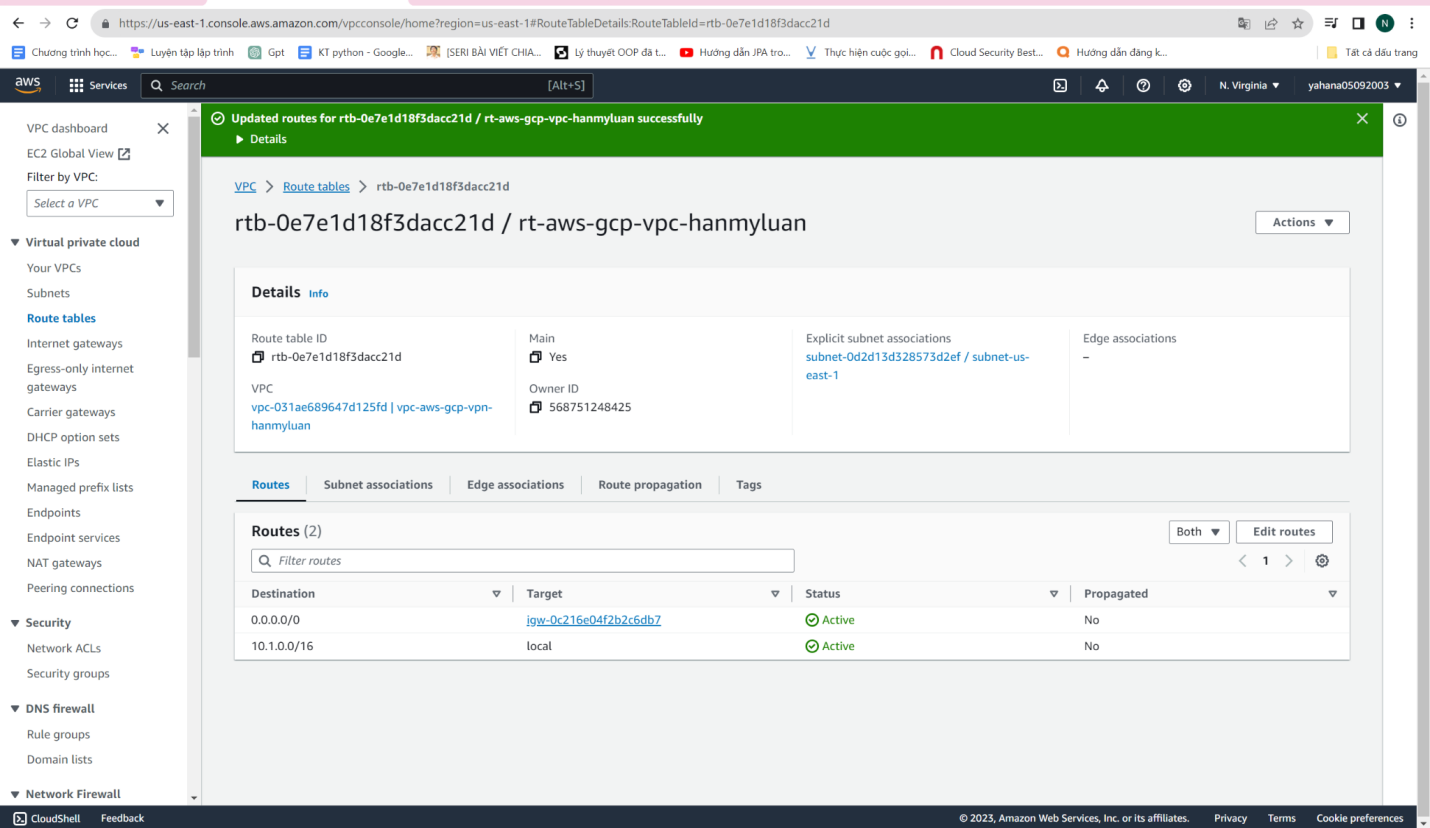 https://us-east-1.console.aws.amazon.com/vpcconsole/home?region=us-east-1#RouteTableDetails:RouteTableId=rtb-0e7e1d18f3dacc21d
N
Chương trình học... Luyện tập lập trình Gpt KT python - Google... [SERI BÀI VIẾT CHIA... Lý thuyết OOP đã t... Hướng dẫn JPA tro... Thực hiện cuộc gọi... Cloud Security Best... Hướng dẫn đăng k... Tất cả dấu trang
aws Services Search [Alt+S] N. Virginia yahana05092003
VPC dashboard
EC2 Global View
Filter by VPC:
Select a VPC
Virtual private cloud
Your VPCs
Subnets
Route tables
Internet gateways
Egress-only internet
gateways
Carrier gateways
DHCP option sets
Elastic IPs
Managed prefix lists
Endpoints
Endpoint services
NAT gateways
Peering connections
Security
Network ACLs
Security groups
DNS firewall
Rule groups
Domain lists
Network Firewall
Updated routes for rtb-0e7e1d18f3dacc21d / rt-aws-gcp-vpc-hanmyluan successfully
Details
VPC > Route tables > rtb-0e7e1d18f3dacc21d
rtb-0e7e1d18f3dacc21d / rt-aws-gcp-vpc-hanmyluan
Actions
Details Info
Route table ID
rtb-0e7e1d18f3dacc21d
VPC
vpc-031ae689647d125fd | vpc-aws-gcp-vpn-
hanmyluan
Main
Yes
Owner ID
568751248425
Explicit subnet associations
subnet-0d2d13d328573d2ef / subnet-us-
east-1
Edge associations
–
Routes Subnet associations Edge associations Route propagation Tags
Routes (2)
Both Edit routes
Filter routes
1
Destination Target Status Propagated
0.0.0.0/0 igw-0c216e04f2b2c6db7 Active No
10.1.0.0/16 local Active No
CloudShell Feedback © 2023, Amazon Web Services, Inc. or its affiliates. Privacy Terms Cookie preferences